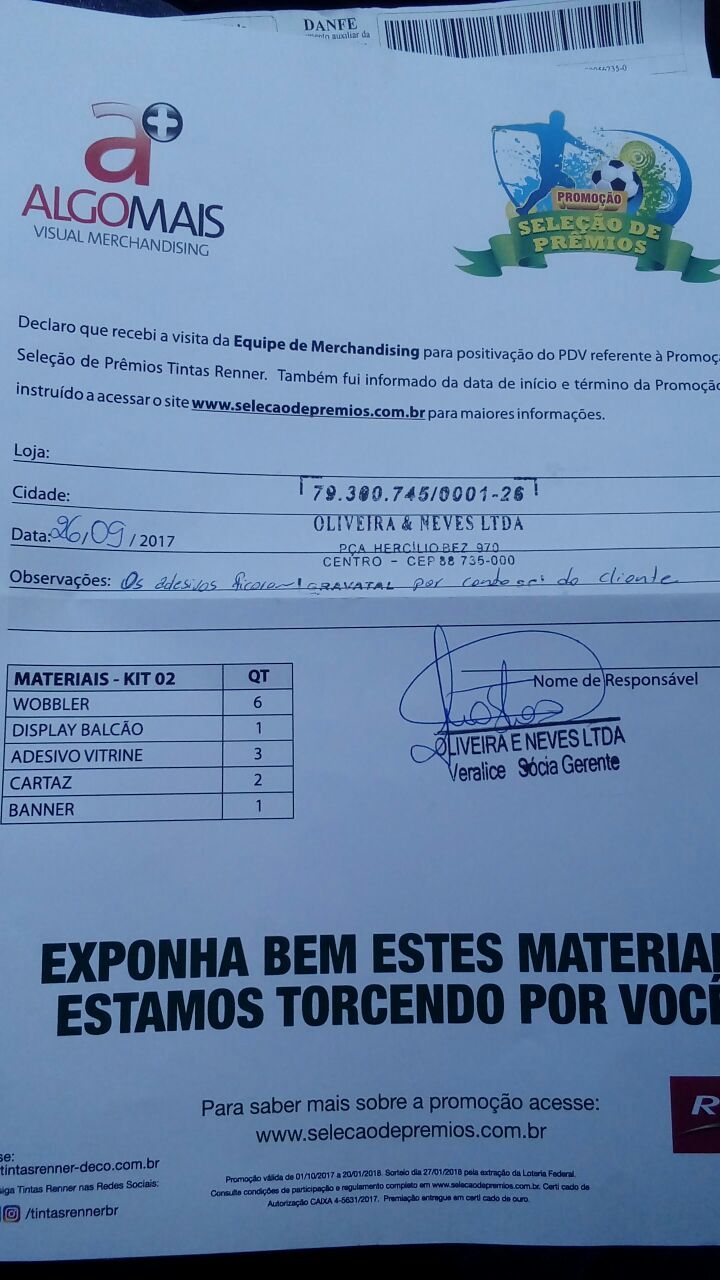 DANFE
a+
ALGOMAIS
VISUAL MERCHANDISING
PROMOÇÃO
SELEÇÃO DE
PRÊMIOS
Declaro que recebi a visita da Equipe de Merchandising para positivação do PDV referente à Promoç
Seleção de Prêmios Tintas Renner. Também fui informado da data de início e término da Promoção
instruído a acessar o site www.selecaodepremios.com.br para maiores informações.
Loja:
Cidade:
79.380.745/0001-26
OLIVEIRA & NEVES LTDA
Data: 26/09 / 2017
PÇA HERCÍLIO BEZ 970
CENTRO - CEP 88 735-000
Observações: Os adesivos ficaram GRAVATAL por conta do cliente
MATERIAIS - KIT 02 QT
WOBBLER 6
DISPLAY BALCÃO 1
ADESIVO VITRINE 3
CARTAZ 2
BANNER 1
Nome de Responsável
OLIVEIRA E NEVES LTDA
Veralice Sócia Gerente
EXPONHA BEM ESTES MATERIAI
ESTAMOS TORCENDO POR VOCÊ
Para saber mais sobre a promoção acesse:
www.selecaodepremios.com.br
R
se:
tintasrenner-deco.com.br
iga Tintas Renner nas Redes Sociais:
/tintasrennerbr
Promoção válida de 01/10/2017 a 20/01/2018. Sorteio dia 27/01/2018 pela extração da Loteria Federal.
Consulte condições de participação e regulamento completo em www.selecaodepremios.com.br. Certi cado de
Autorização CAIXA 4-5631/2017. Premiação entregue em certi cado de ouro.